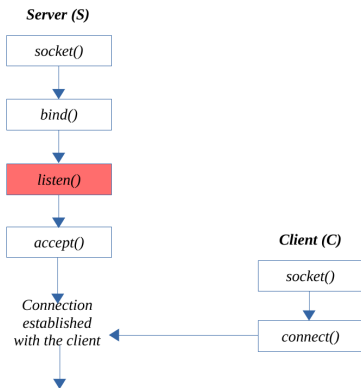 Server (S)
socket()
bind()
listen()
accept()
Connection
established
with the client
Client (C)
socket()
connect()